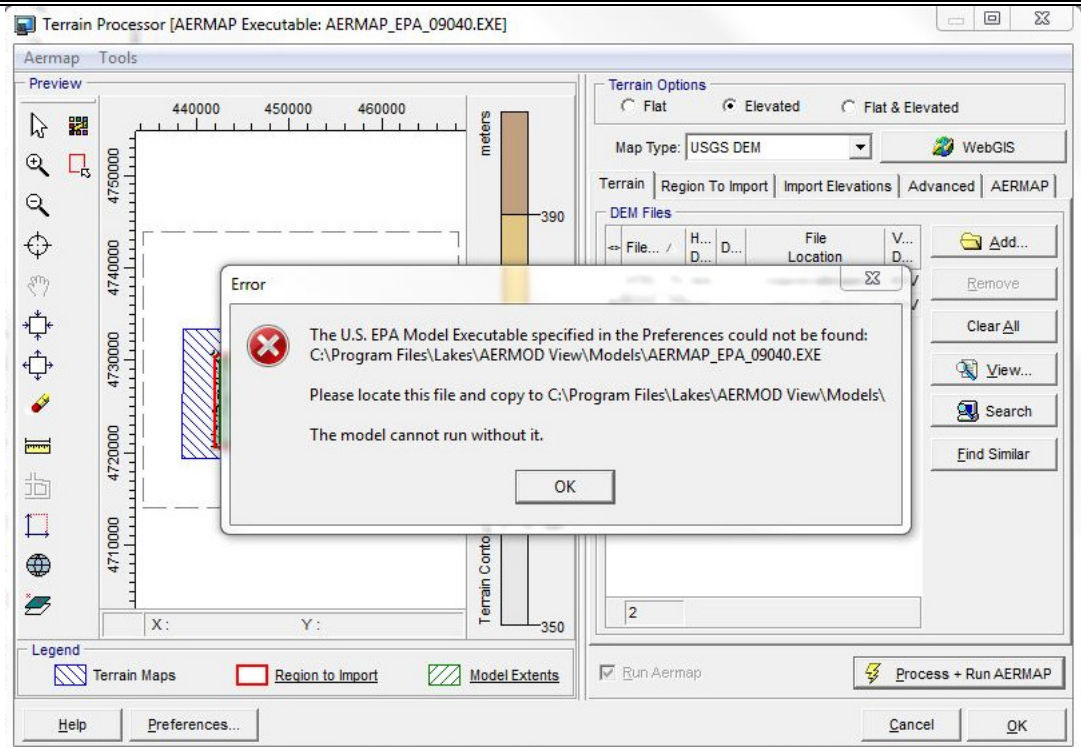 Terrain Processor [AERMAP Executable: AERMAP_EPA_09040.EXE]
Aermap Tools
Preview
440000 450000 460000
4750000
4740000
4730000
4720000
4710000
X: Y:
meters
390
Terrain Conto
350
Legend
Terrain Maps
Region to Import
Model Extents
Help
Preferences...
Terrain Options
Flat
Elevated
Flat & Elevated
Map Type: USGS DEM
WebGIS
Terrain
Region To Import
Import Elevations
Advanced
AERMAP
DEM Files
File... /
H... D...
D...
File Location
V... D...
Add...
Remove
Clear All
View...
Search
Find Similar
2
Run Aermap
Process + Run AERMAP
Cancel
OK
Error
The U.S. EPA Model Executable specified in the Preferences could not be found:
C:\Program Files\Lakes\AERMOD View\Models\AERMAP_EPA_09040.EXE
Please locate this file and copy to C:\Program Files\Lakes\AERMOD View\Models\
The model cannot run without it.
OK